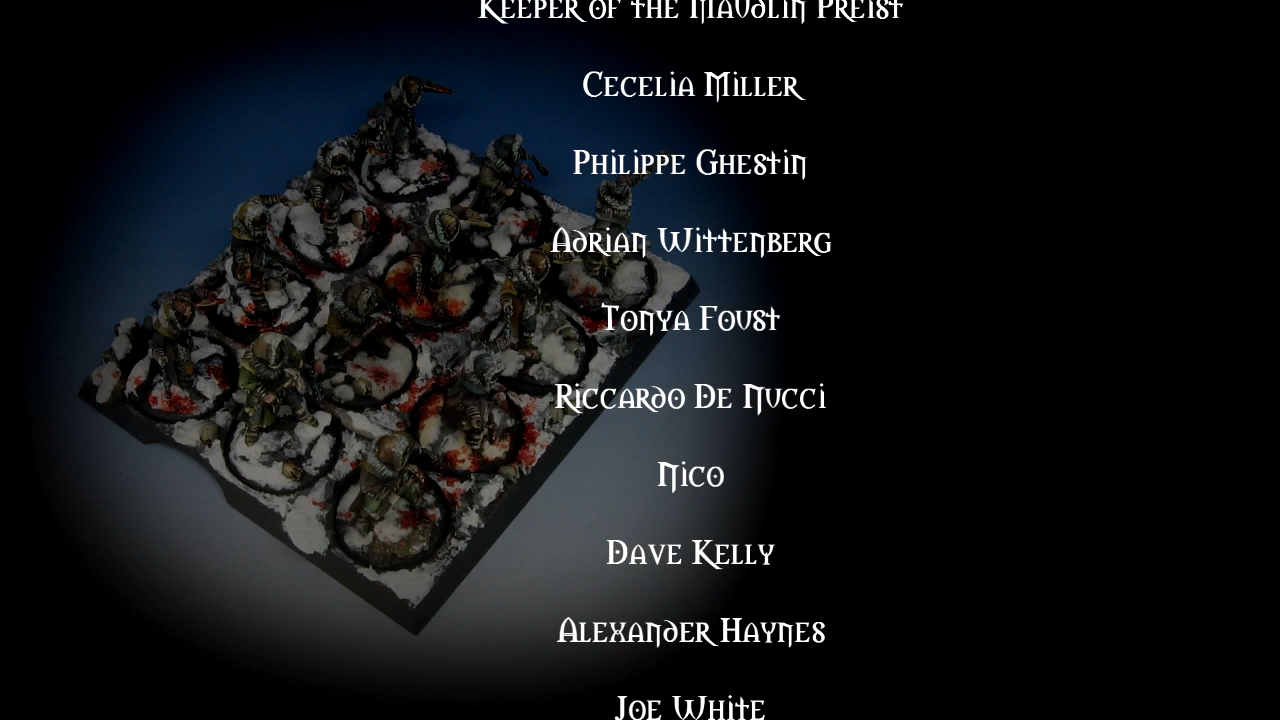 Keeper of the Maudlin Preist
Cecelia Miller
Philippe Ghestin
Adrian Wittenberg
Tonya Foust
Riccardo De Nucci
Nico
Dave Kelly
Alexander Haynes
Joe White